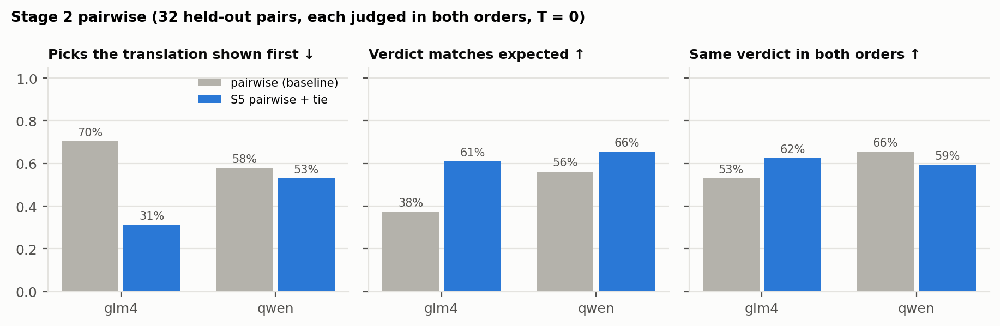 Stage 2 pairwise (32 held-out pairs, each judged in both orders, T = 0)
Picks the translation shown first ↓
1.0
0.8
0.6
0.4
0.2
0.0
pairwise (baseline)
S5 pairwise + tie
70%
31%
58%
53%
glm4
qwen
Verdict matches expected ↑
38%
61%
56%
66%
glm4
qwen
Same verdict in both orders ↑
53%
62%
66%
59%
glm4
qwen